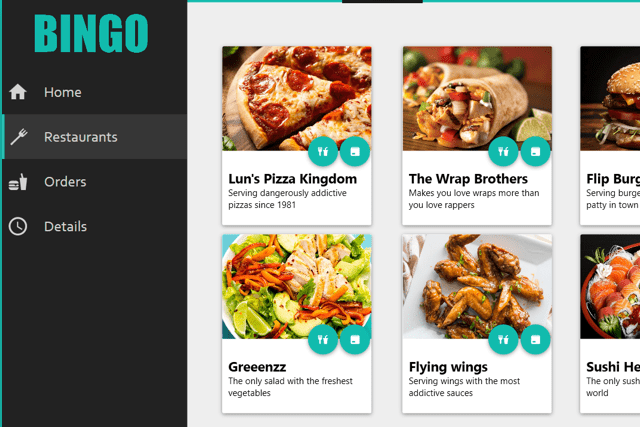 BINGO
Home
Restaurants
Orders
Details
Lun's Pizza Kingdom
Serving dangerously addictive
pizzas since 1981
The Wrap Brothers
Makes you love wraps more than
you love rappers
Flip Burg
Serving burge
patty in town
Greeenzz
The only salad with the freshest
vegetables
Flying wings
Serving wings with the most
addictive sauces
Sushi He
The only sush
world